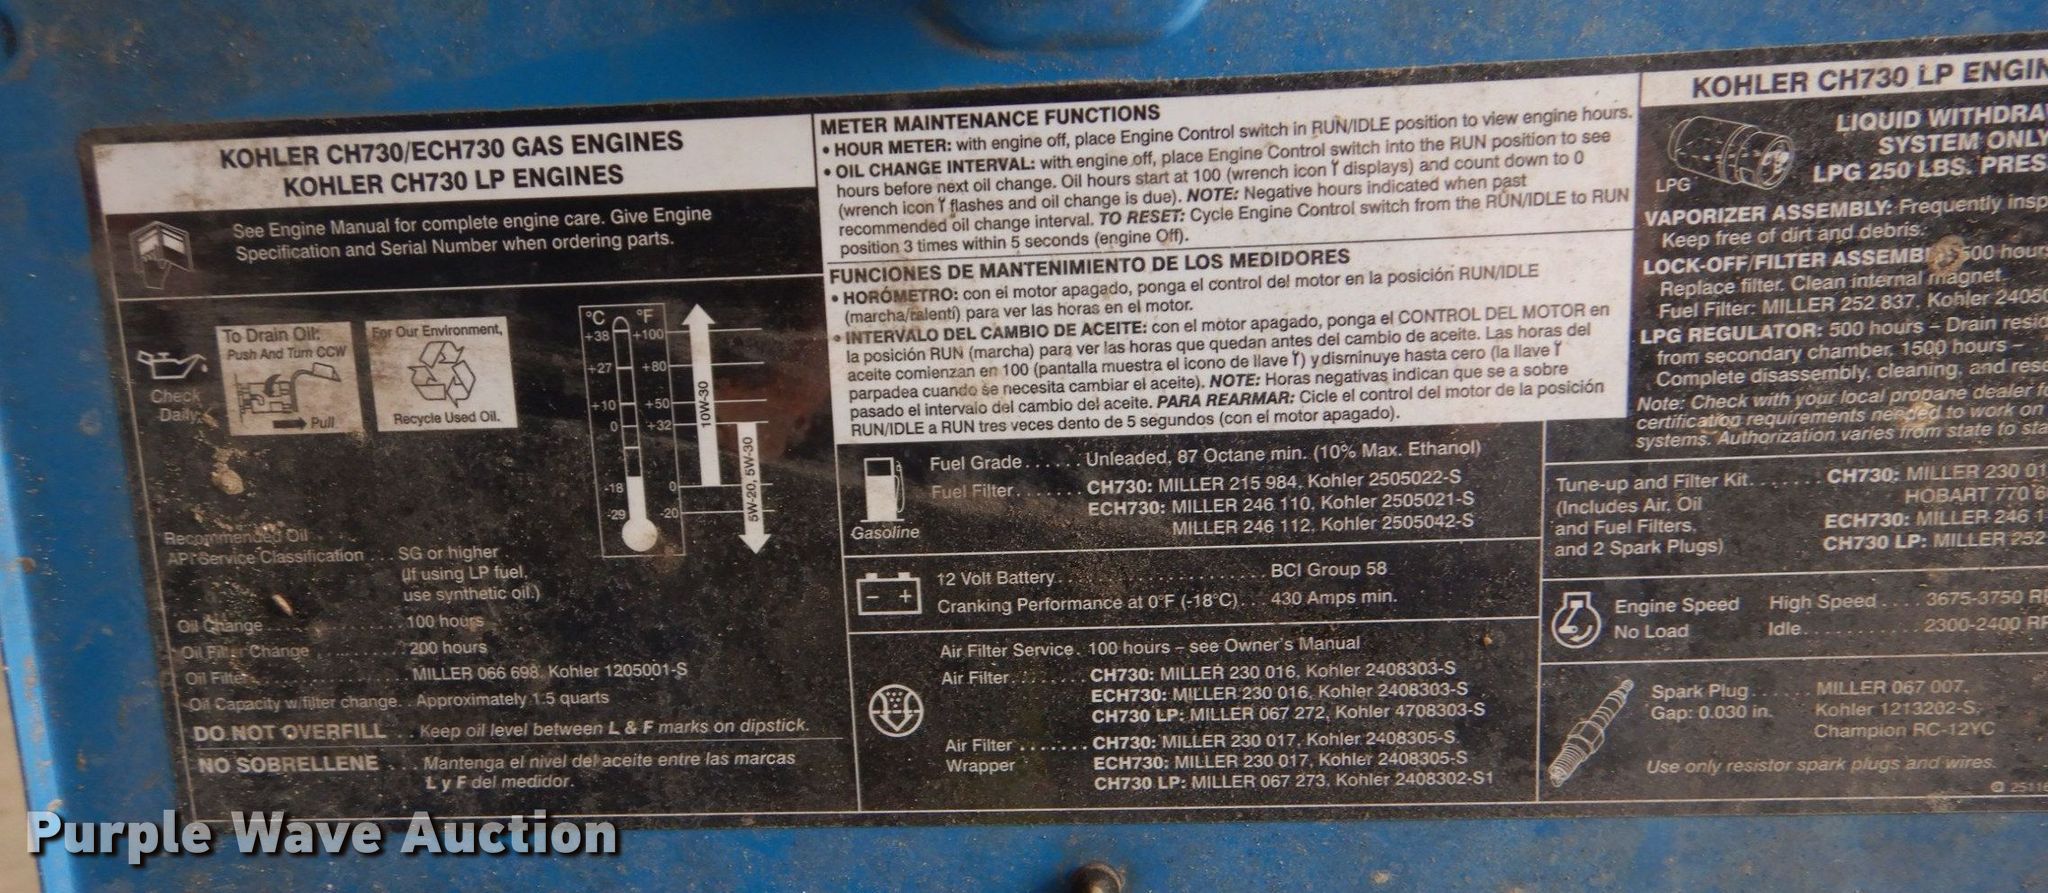 KOHLER CH730/ECH730 GAS ENGINES
KOHLER CH730 LP ENGINES
See Engine Manual for complete engine care. Give Engine
Specification and Serial Number when ordering parts.
Check
Daily
To Drain Oil:
Push And Turn CCW
Pull
For Our Environment,
Recycle Used Oil.
°C °F
+38 +100
+27 +80
+10 +50
0 +32
-18 0
-29 -20
10W-30
5W-20, 5W-30
Recommended Oil
API Service Classification . . . SG or higher
(If using LP fuel,
use synthetic oil.)
Oil Change . . . . . . . . . . . . . . 100 hours
Oil Filter Change . . . . . . . . . 200 hours
Oil Filter . . . . . . . . . . . . . . . MILLER 066 698, Kohler 1205001-S
Oil Capacity w/filter change. . Approximately 1.5 quarts
DO NOT OVERFILL . . Keep oil level between L & F marks on dipstick.
NO SOBRELLENE . . . Mantenga el nivel del aceite entre las marcas
L y F del medidor.
METER MAINTENANCE FUNCTIONS
• HOUR METER: with engine off, place Engine Control switch in RUN/IDLE position to view engine hours.
• OIL CHANGE INTERVAL: with engine off, place Engine Control switch into the RUN position to see
hours before next oil change. Oil hours start at 100 (wrench icon displays) and count down to 0
(wrench icon flashes and oil change is due). NOTE: Negative hours indicated when past
recommended oil change interval. TO RESET: Cycle Engine Control switch from the RUN/IDLE to RUN
position 3 times within 5 seconds (engine Off).
FUNCIONES DE MANTENIMIENTO DE LOS MEDIDORES
• HORÓMETRO: con el motor apagado, ponga el control del motor en la posición RUN/IDLE
(marcha/ralentí) para ver las horas en el motor.
• INTERVALO DEL CAMBIO DE ACEITE: con el motor apagado, ponga el CONTROL DEL MOTOR en
la posición RUN (marcha) para ver las horas que quedan antes del cambio de aceite. Las horas del
aceite comienzan en 100 (pantalla muestra el icono de llave ) y disminuye hasta cero (la llave
parpadea cuando se necesita cambiar el aceite). NOTE: Horas negativas indican que se a sobre
pasado el intervalo del cambio del aceite. PARA REARMAR: Cicle el control del motor de la posición
RUN/IDLE a RUN tres veces dento de 5 segundos (con el motor apagado).
Gasoline
Fuel Grade . . . . . . Unleaded, 87 Octane min. (10% Max. Ethanol)
Fuel Filter . . . . . . . CH730: MILLER 215 984, Kohler 2505022-S
ECH730: MILLER 246 110, Kohler 2505021-S
MILLER 246 112, Kohler 2505042-S
12 Volt Battery . . . . . . . . . . . . . . . . . . . . BCI Group 58
Cranking Performance at 0°F (-18°C) . . 430 Amps min.
Air Filter Service . 100 hours – see Owner's Manual
Air Filter . . . . . . . . CH730: MILLER 230 016, Kohler 2408303-S
ECH730: MILLER 230 016, Kohler 2408303-S
CH730 LP: MILLER 067 272, Kohler 4708303-S
Air Filter . . . . . . . CH730: MILLER 230 017, Kohler 2408305-S
Wrapper ECH730: MILLER 230 017, Kohler 2408305-S
CH730 LP: MILLER 067 273, Kohler 2408302-S1
KOHLER CH730 LP ENGIN
LPG
LIQUID WITHDRA
SYSTEM ONLY
LPG 250 LBS. PRES
VAPORIZER ASSEMBLY: Frequently insp
Keep free of dirt and debris.
LOCK-OFF/FILTER ASSEMB 500 hour
Replace filter. Clean internal magnet.
Fuel Filter: MILLER 252 837, Kohler 24050
LPG REGULATOR: 500 hours – Drain resid
from secondary chamber, 1500 hours –
Complete disassembly, cleaning, and rese
Note: Check with your local propane dealer f
certification requirements needed to work on
systems. Authorization varies from state to sta
Tune-up and Filter Kit. . . . . . . CH730: MILLER 230 01
(Includes Air, Oil HOBART 770 6
and Fuel Filters, ECH730: MILLER 246 1
and 2 Spark Plugs) CH730 LP: MILLER 252
Engine Speed High Speed . . . . 3675-3750 RP
No Load Idle. . . . . . . . . . . 2300-2400 RP
Spark Plug . . . . . . MILLER 067 007,
Gap: 0.030 in. Kohler 1213202-S,
Champion RC-12YC
Use only resistor spark plugs and wires.
2511
Purple Wave Auction